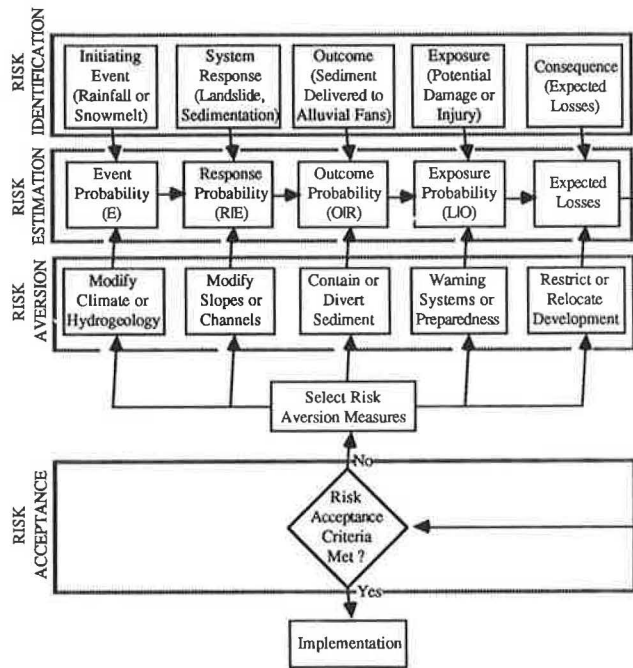 RISK
IDENTIFICATION
Initiating
Event
(Rainfall or
Snowmelt)
System
Response
(Landslide,
Sedimentation)
Outcome
(Sediment
Delivered to
Alluvial Fans)
Exposure
(Potential
Damage or
Injury)
Consequence
(Expected
Losses)
RISK
ESTIMATION
Event
Probability
(E)
Response
Probability
(R|E)
Outcome
Probability
(O|R)
Exposure
Probability
(L|O)
Expected
Losses
RISK
AVERSION
Modify
Climate or
Hydrogeology
Modify
Slopes or
Channels
Contain or
Divert
Sediment
Warning
Systems or
Preparedness
Restrict or
Relocate
Development
Select Risk
Aversion Measures
No
RISK
ACCEPTANCE
Risk
Acceptance
Criteria
Met ?
Yes
Implementation